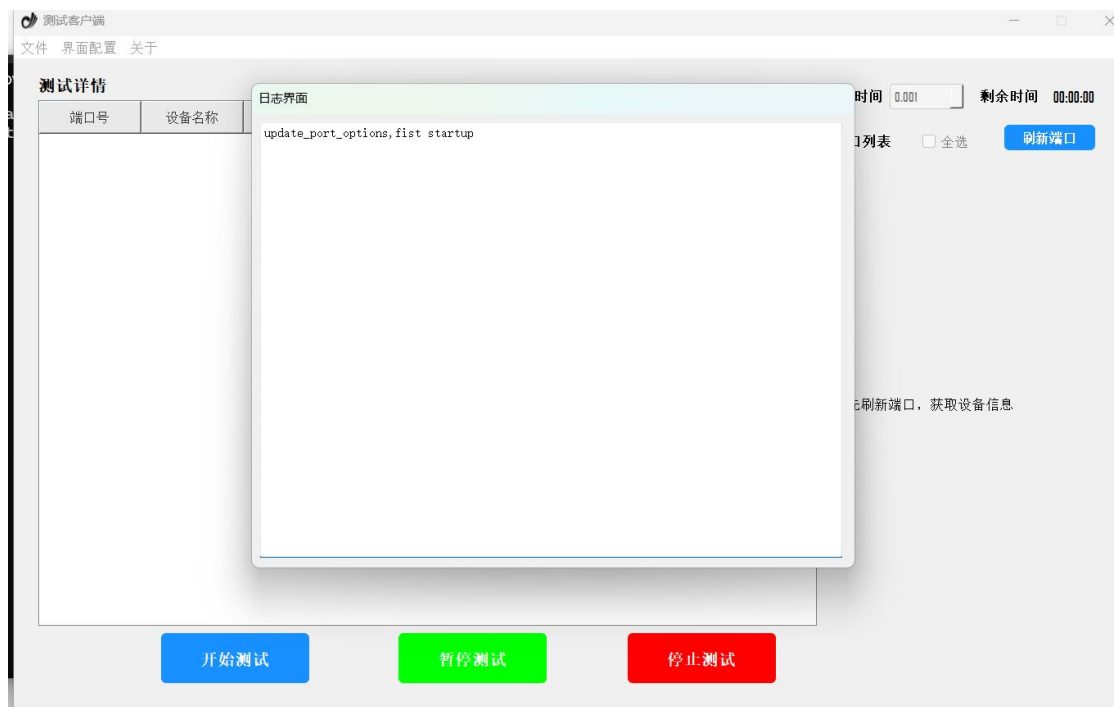 测试客户端
文件 界面配置 关于
测试详情
端口号 设备名称
日志界面
update_port_options,fist startup
时间 0.001 剩余时间 00:00:00
列表 全选 刷新端口
刷新端口，获取设备信息
开始测试 暂停测试 停止测试